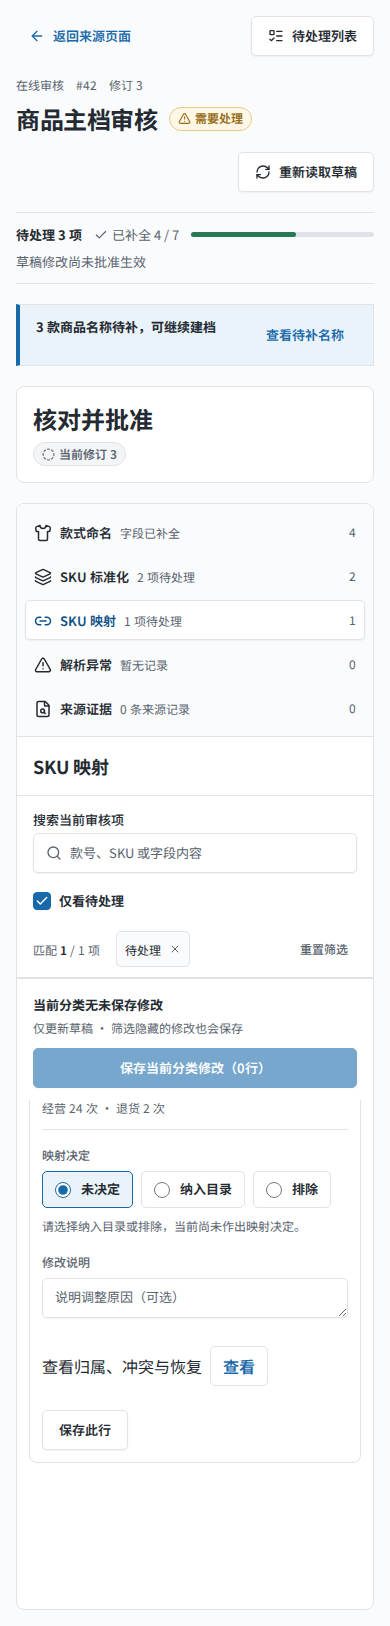 返回来源页面
待处理列表
在线审核 #42 修订 3
商品主档审核
需要处理
重新读取草稿
待处理 3 项 已补全 4 / 7
草稿修改尚未批准生效
3 款商品名称待补，可继续建档
查看待补名称
核对并批准
当前修订 3
款式命名 字段已补全 4
SKU 标准化 2 项待处理 2
SKU 映射 1 项待处理 1
解析异常 暂无记录 0
来源证据 0 条来源记录 0
SKU 映射
搜索当前审核项
款号、SKU 或字段内容
仅看待处理
匹配 1 / 1 项 待处理 重置筛选
当前分类无未保存修改
仅更新草稿 · 筛选隐藏的修改也会保存
保存当前分类修改（0行）
经营 24 次 · 退货 2 次
映射决定
未决定 纳入目录 排除
请选择纳入目录或排除，当前尚未作出映射决定。
修改说明
说明调整原因（可选）
查看归属、冲突与恢复 查看
保存此行